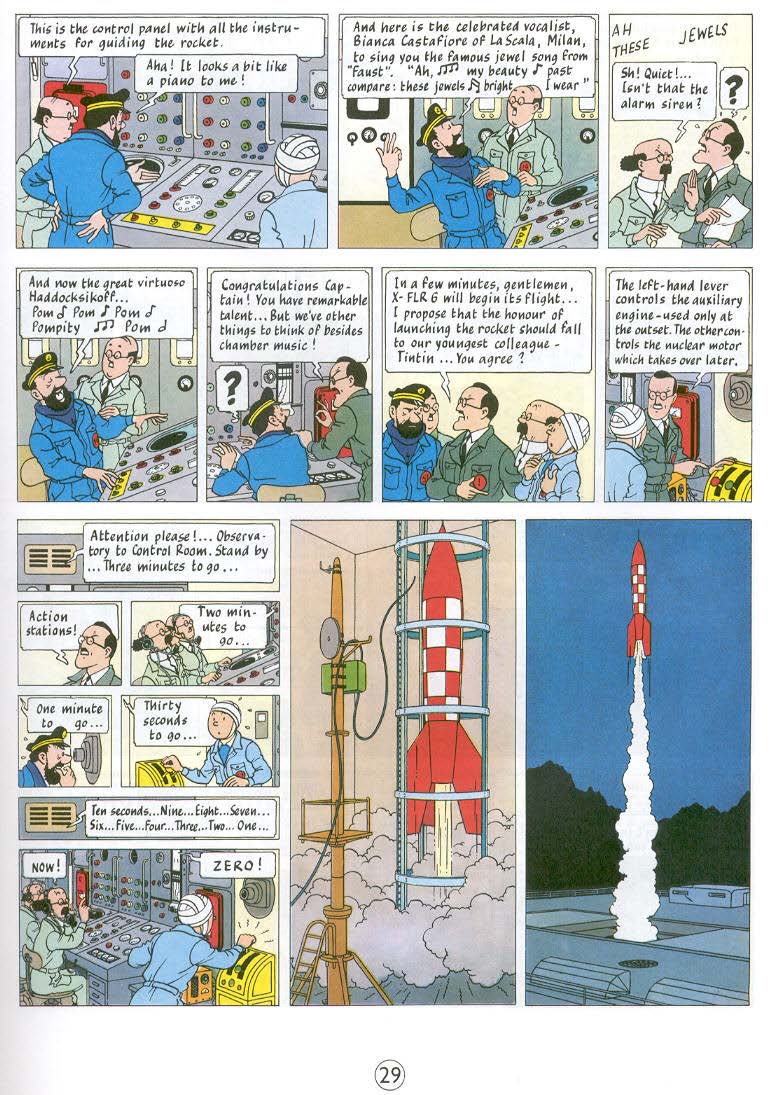 This is the control panel with all the instru-
ments for guiding the rocket.
Aha! It looks a bit like
a piano to me!
And here is the celebrated vocalist,
Bianca Castafiore of La Scala, Milan,
to sing you the famous jewel song from
"Faust". "Ah, ♫♫ my beauty ♪ past
compare: these jewels ♫ bright I wear"
AH
THESE JEWELS
Sh! Quiet!...
Isn't that the
alarm siren?
?
And now the great virtuoso
Haddocksikoff...
Pom ♪ Pom ♪ Pom ♪
Pompity ♫♪ Pom ♪
Congratulations Cap-
tain! You have remarkable
talent... But we've other
things to think of besides
chamber music!
?
In a few minutes, gentlemen,
X-FLR 6 will begin its flight...
I propose that the honour of
launching the rocket should fall
to our youngest colleague -
Tintin ... You agree?
The left-hand lever
controls the auxiliary
engine-used only at
the outset. The other con-
trols the nuclear motor
which takes over later.
Attention please!... Observa-
tory to Control Room. Stand by
... Three minutes to go...
Action
stations!
Two min-
utes to
go...
One minute
to go...
Thirty
seconds
to go...
Ten seconds...Nine...Eight...Seven...
Six...Five...Four...Three...Two...One...
NOW!
ZERO!
29